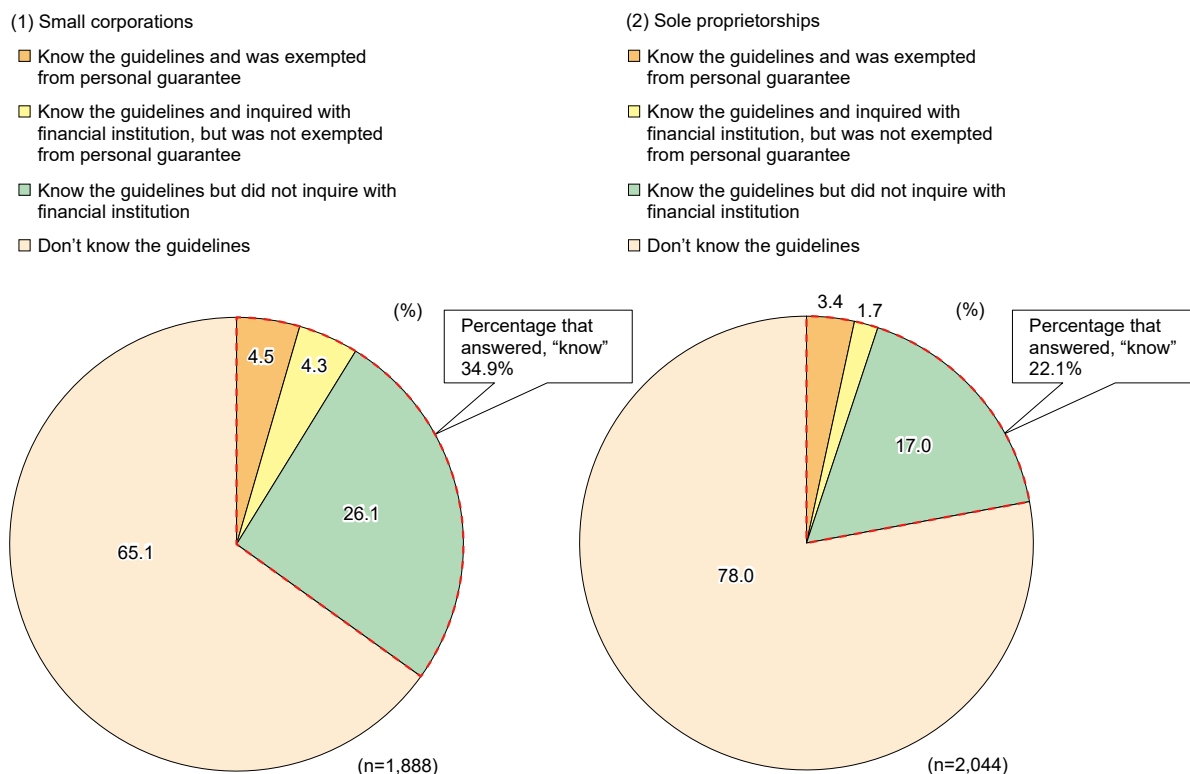 (1) Small corporations
Know the guidelines and was exempted
from personal guarantee
Know the guidelines and inquired with
financial institution, but was not exempted
from personal guarantee
Know the guidelines but did not inquire with
financial institution
Don’t know the guidelines
(%)
Percentage that
answered, “know”
34.9%
4.5
4.3
26.1
65.1
(n=1,888)
(2) Sole proprietorships
Know the guidelines and was exempted
from personal guarantee
Know the guidelines and inquired with
financial institution, but was not exempted
from personal guarantee
Know the guidelines but did not inquire with
financial institution
Don’t know the guidelines
(%)
Percentage that
answered, “know”
22.1%
3.4
1.7
17.0
78.0
(n=2,044)